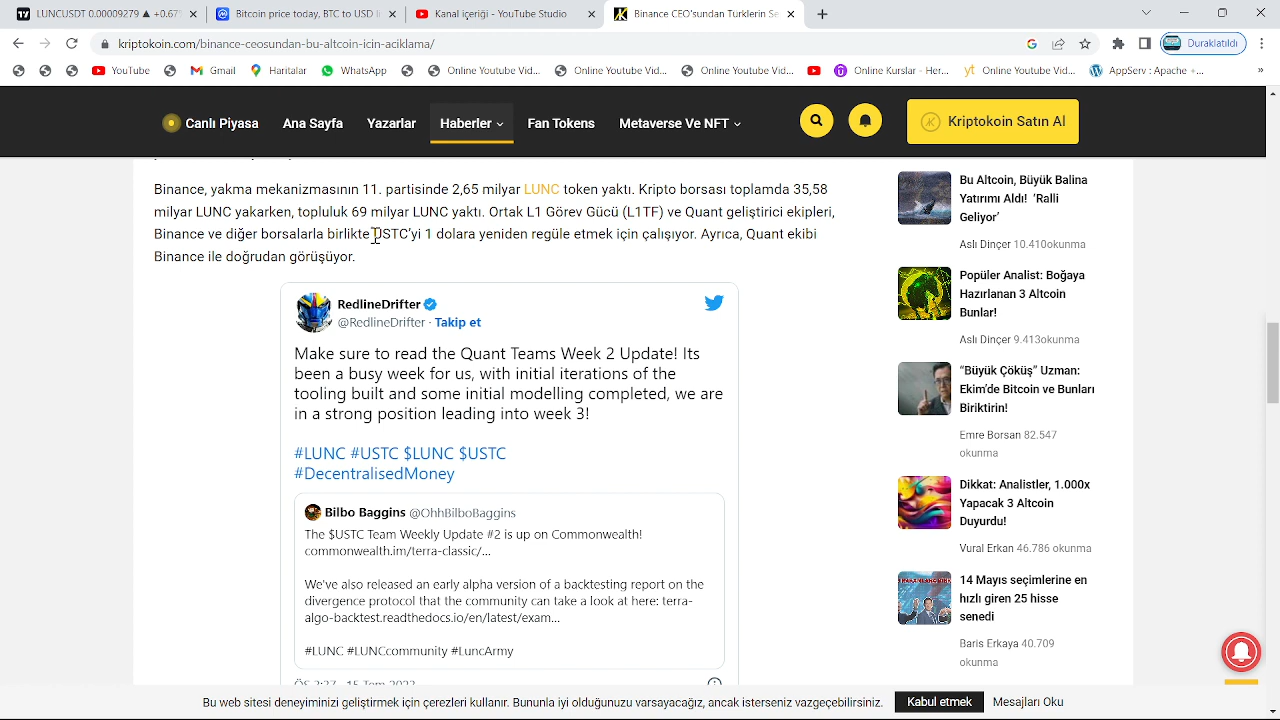 LUNCUSDT 0.00009279 ▲ +0.67
Bitcoin price today, BTC to USD li
Kanal içeriği - YouTube Studio
Binance CEO'sundan Türklerin Se
kriptokoin.com/binance-ceosundan-bu-altcoin-icin-aciklama/
Duraklatıldı
YouTube
Gmail
Haritalar
WhatsApp
Online Youtube Vid...
Online Youtube Vid...
Online Youtube Vid...
Online Kurslar - Her...
Online Youtube Vid...
AppServ : Apache +...
»
Canlı Piyasa
Ana Sayfa
Yazarlar
Haberler
Fan Tokens
Metaverse Ve NFT
Kriptokoin Satın Al
Binance, yakma mekanizmasının 11. partisinde 2,65 milyar LUNC token yaktı. Kripto borsası toplamda 35,58
milyar LUNC yakarken, topluluk 69 milyar LUNC yaktı. Ortak L1 Görev Gücü (L1TF) ve Quant geliştirici ekipleri,
Binance ve diğer borsalarla birlikte USTC'yi 1 dolara yeniden regüle etmek için çalışıyor. Ayrıca, Quant ekibi
Binance ile doğrudan görüşüyor.
RedlineDrifter
@RedlineDrifter · Takip et
Make sure to read the Quant Teams Week 2 Update! Its
been a busy week for us, with initial iterations of the
tooling built and some initial modelling completed, we are
in a strong position leading into week 3!
#LUNC #USTC $LUNC $USTC
#DecentralisedMoney
Bilbo Baggins @OhhBilboBaggins
The $USTC Team Weekly Update #2 is up on Commonwealth!
commonwealth.im/terra-classic/...
We've also released an early alpha version of a backtesting report on the
divergence protocol that the community can take a look at here: terra-
algo-backtest.readthedocs.io/en/latest/exam...
#LUNC #LUNCcommunity #LuncArmy
Bu Altcoin, Büyük Balina
Yatırımı Aldı! ‘Ralli
Geliyor’
Aslı Dinçer 10.410okunma
Popüler Analist: Boğaya
Hazırlanan 3 Altcoin
Bunlar!
Aslı Dinçer 9.413okunma
“Büyük Çöküş” Uzman:
Ekim’de Bitcoin ve Bunları
Biriktirin!
Emre Borsan 82.547
okunma
Dikkat: Analistler, 1.000x
Yapacak 3 Altcoin
Duyurdu!
Vural Erkan 46.786 okunma
14 Mayıs seçimlerine en
hızlı giren 25 hisse
senedi
Baris Erkaya 40.709
okunma
Bu web sitesi deneyiminizi geliştirmek için çerezleri kullanır. Bununla iyi olduğunuzu varsayacağız, ancak isterseniz vazgeçebilirsiniz.
Kabul etmek
Mesajları Oku